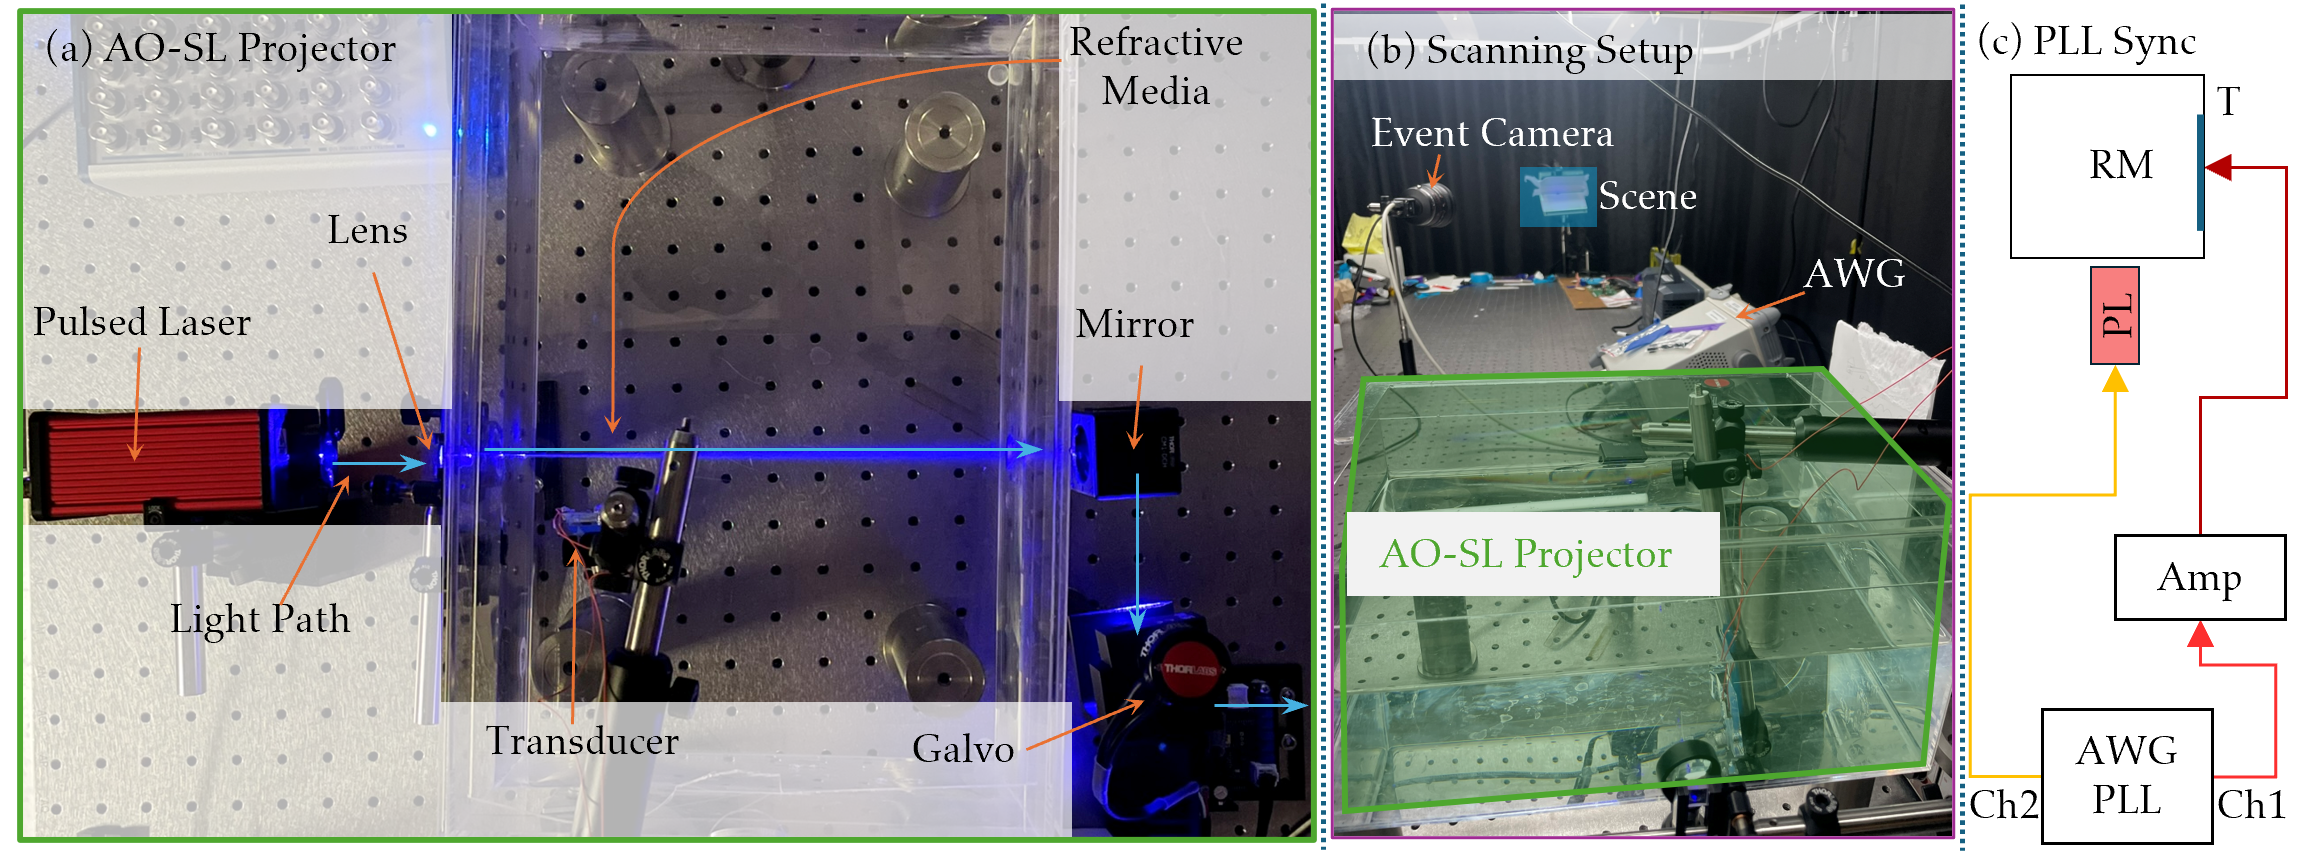 (a) AO-SL Projector
Refractive
Media
Lens
Pulsed Laser
Mirror
Light Path
Transducer
Galvo
THORLABS
(b) Scanning Setup
Event Camera
Scene
AWG
AO-SL Projector
(c) PLL Sync
T
RM
PL
Amp
AWG
PLL
Ch2
Ch1